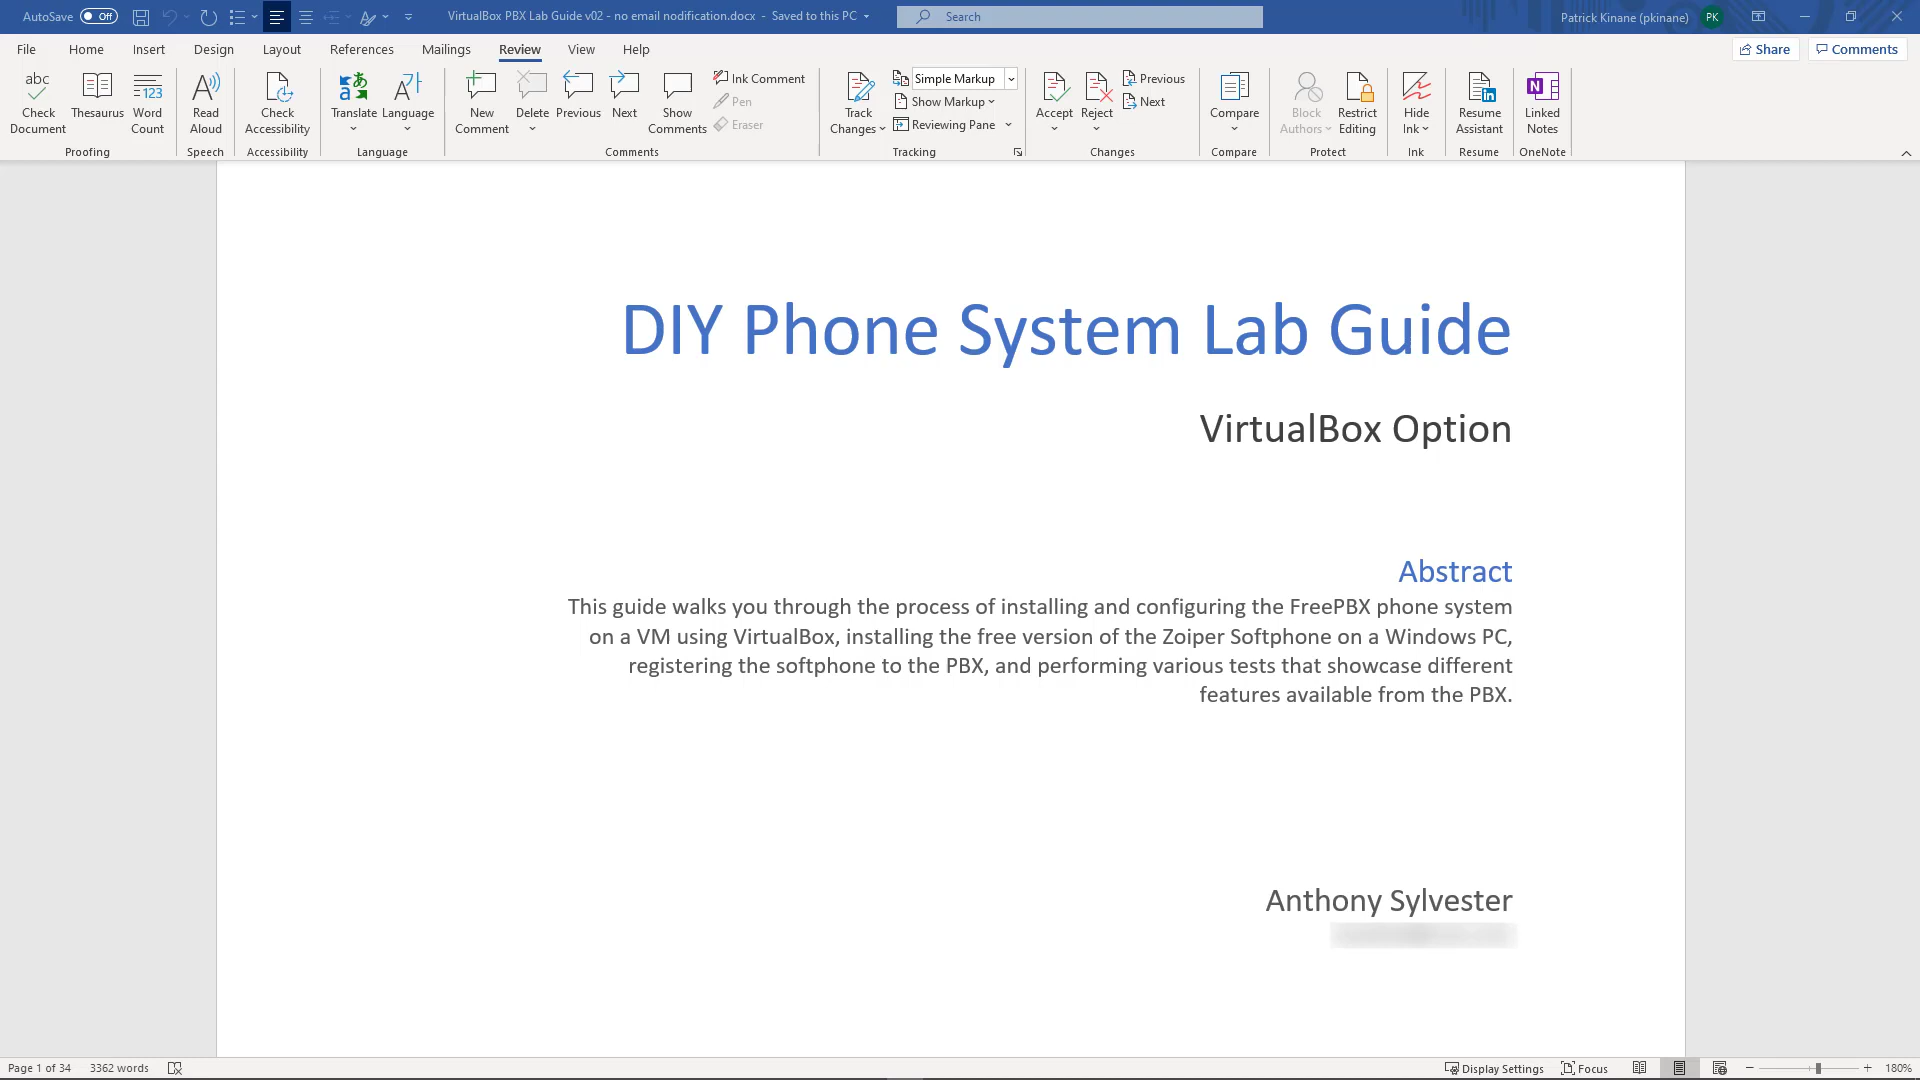 AutoSave Off VirtualBox PBX Lab Guide v02 - no email nodification.docx - Saved to this PC Search Patrick Kinane (pkinane) PK
File Home Insert Design Layout References Mailings Review View Help Share Comments
abc Check Document
Thesaurus
123 Word Count
Proofing
Read Aloud
Speech
Check Accessibility
Accessibility
Translate
Language
Language
New Comment
Delete
Previous
Next
Show Comments
Ink Comment
Pen
Eraser
Comments
Track Changes
Simple Markup
Show Markup
Reviewing Pane
Tracking
Accept
Reject
Previous
Next
Changes
Compare
Compare
Block Authors
Restrict Editing
Protect
Hide Ink
Ink
Resume Assistant
Resume
Linked Notes
OneNote
DIY Phone System Lab Guide
VirtualBox Option
Abstract
This guide walks you through the process of installing and configuring the FreePBX phone system
on a VM using VirtualBox, installing the free version of the Zoiper Softphone on a Windows PC,
registering the softphone to the PBX, and performing various tests that showcase different
features available from the PBX.
Anthony Sylvester
Page 1 of 34 3362 words Display Settings Focus 180%